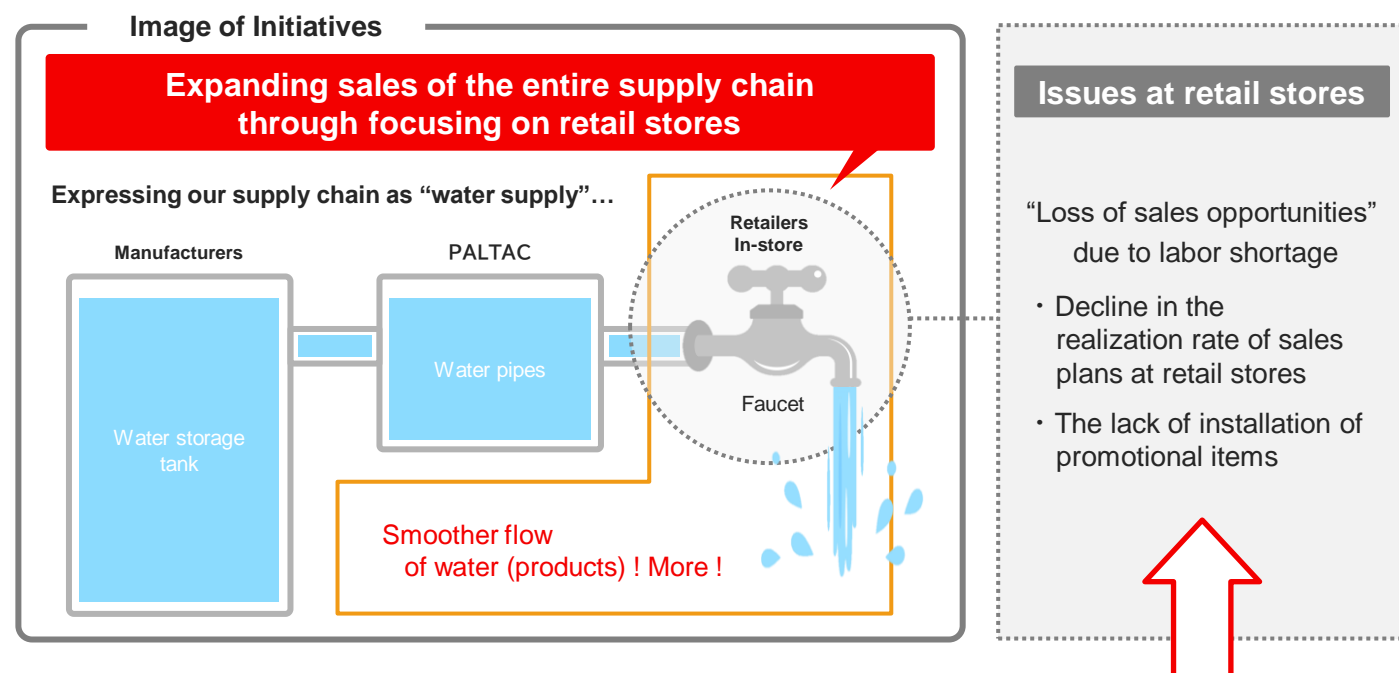 Image of Initiatives
Expanding sales of the entire supply chain
through focusing on retail stores
Expressing our supply chain as “water supply”…
Manufacturers
PALTAC
Retailers
In-store
Water storage
tank
Water pipes
Faucet
Smoother flow
of water (products) ! More !
Issues at retail stores
“Loss of sales opportunities”
due to labor shortage
・Decline in the
realization rate of sales
plans at retail stores
・The lack of installation of
promotional items